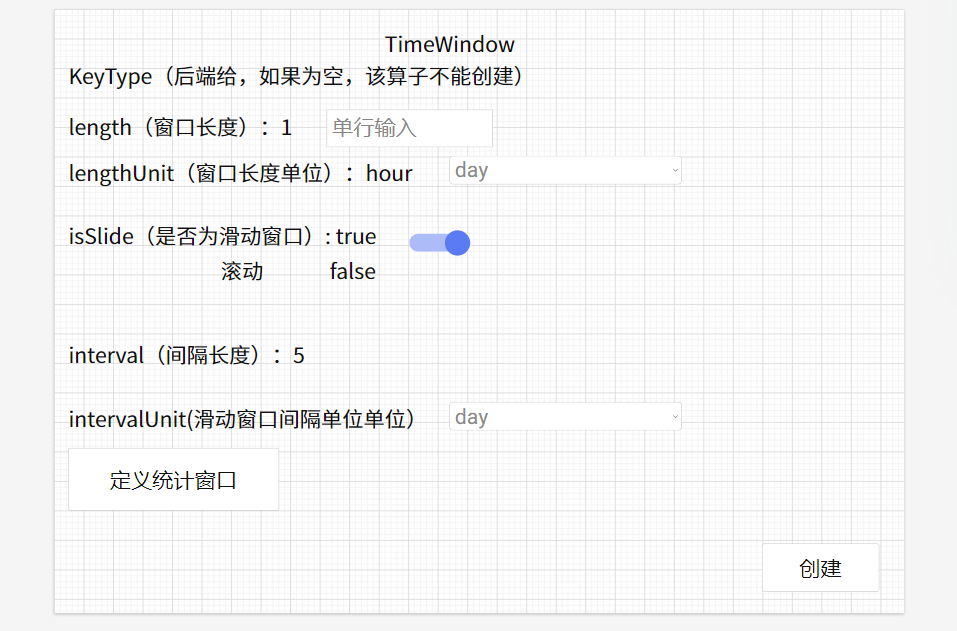 TimeWindow
KeyType（后端给，如果为空，该算子不能创建）
length（窗口长度）：1 单行输入
lengthUnit（窗口长度单位）：hour day
isSlide（是否为滑动窗口）: true
滚动 false
interval（间隔长度）：5
intervalUnit(滑动窗口间隔单位单位） day
定义统计窗口
创建